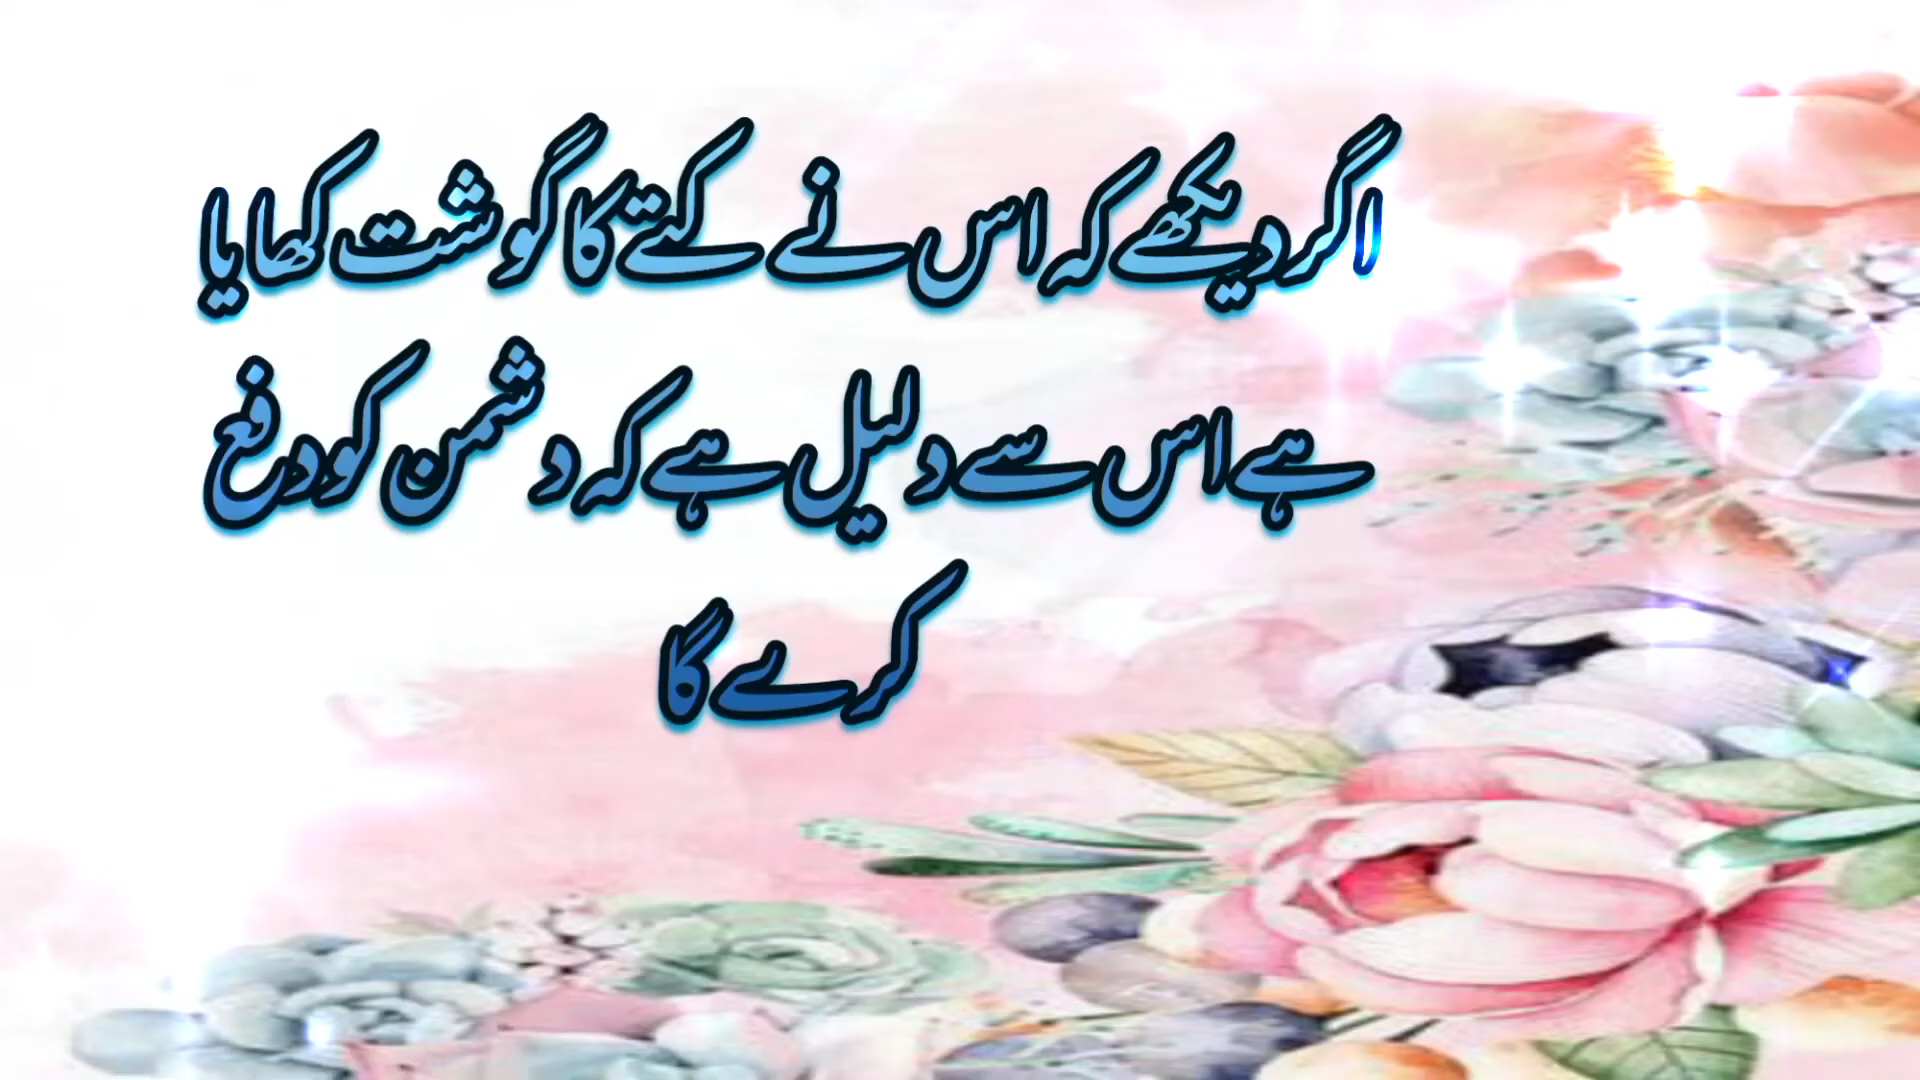 اگر دیکھے کہ اس نے کتے کا گوشت کھایا
ہے اس سے دلیل ہے کہ دشمن کو دفع
کرے گا